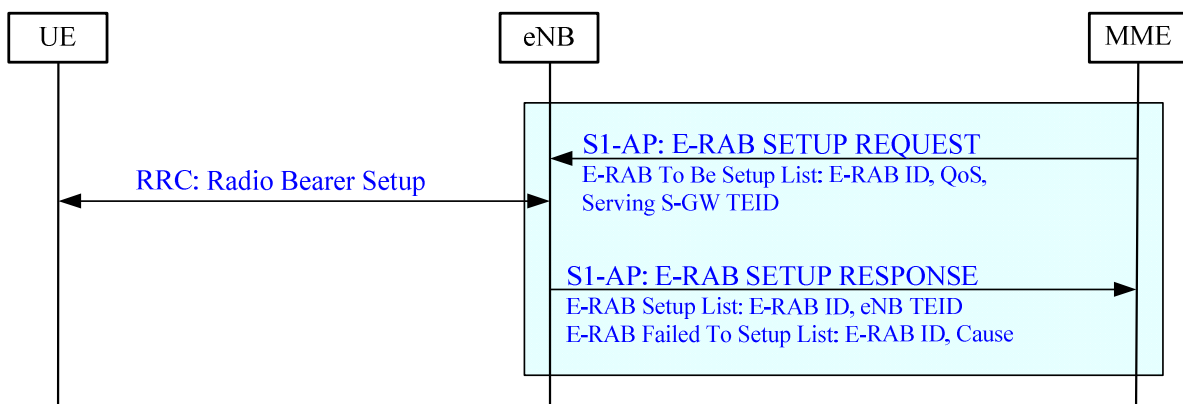 UE
eNB
MME
S1-AP: E-RAB SETUP REQUEST
E-RAB To Be Setup List: E-RAB ID, QoS,
Serving S-GW TEID
RRC: Radio Bearer Setup
S1-AP: E-RAB SETUP RESPONSE
E-RAB Setup List: E-RAB ID, eNB TEID
E-RAB Failed To Setup List: E-RAB ID, Cause